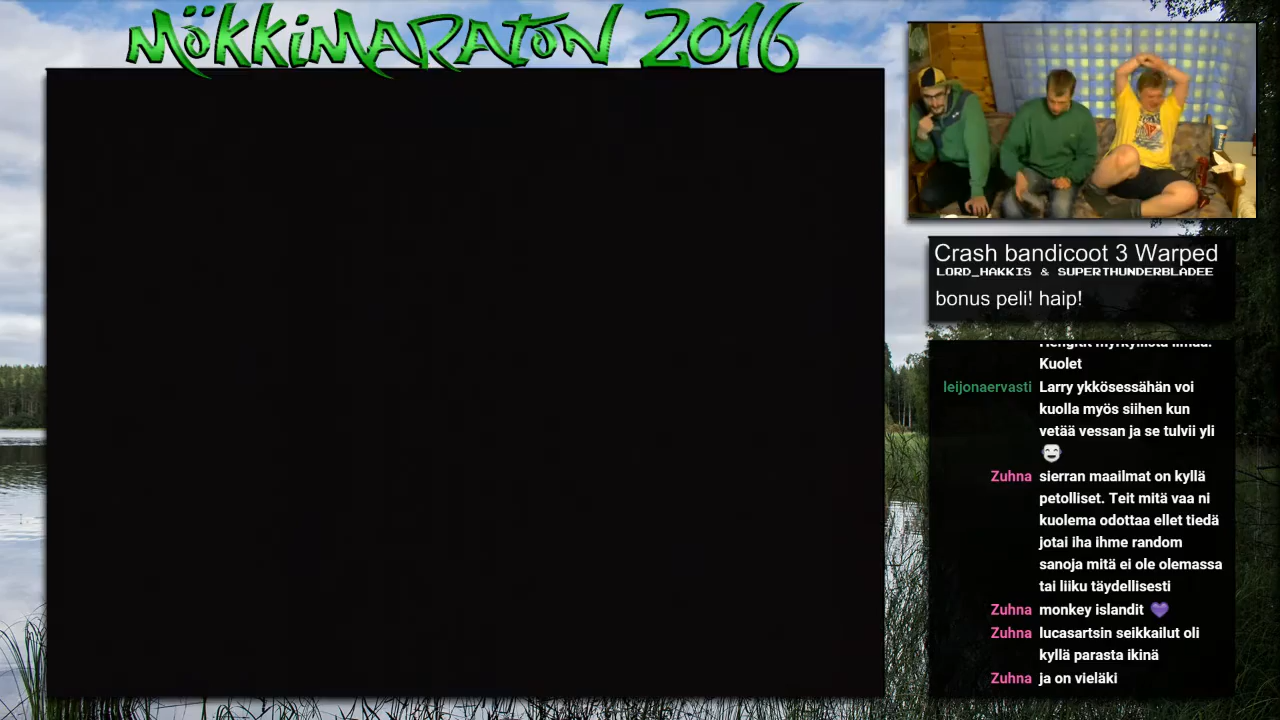 MökkiMARAtoN 2016
Crash bandicoot 3 Warped
LORD_HAKKIS & SUPERTHUNDERBLADEE
bonus peli! haip!
Hengität myrkyllistä ilmaa.
Kuolet
leijonaervasti Larry ykkösessähän voi
kuolla myös siihen kun
vetää vessan ja se tulvii yli
Zuhna sierran maailmat on kyllä
petolliset. Teit mitä vaa ni
kuolema odottaa ellet tiedä
jotai iha ihme random
sanoja mitä ei ole olemassa
tai liiku täydellisesti
Zuhna monkey islandit
Zuhna lucasartsin seikkailut oli
kyllä parasta ikinä
Zuhna ja on vieläki